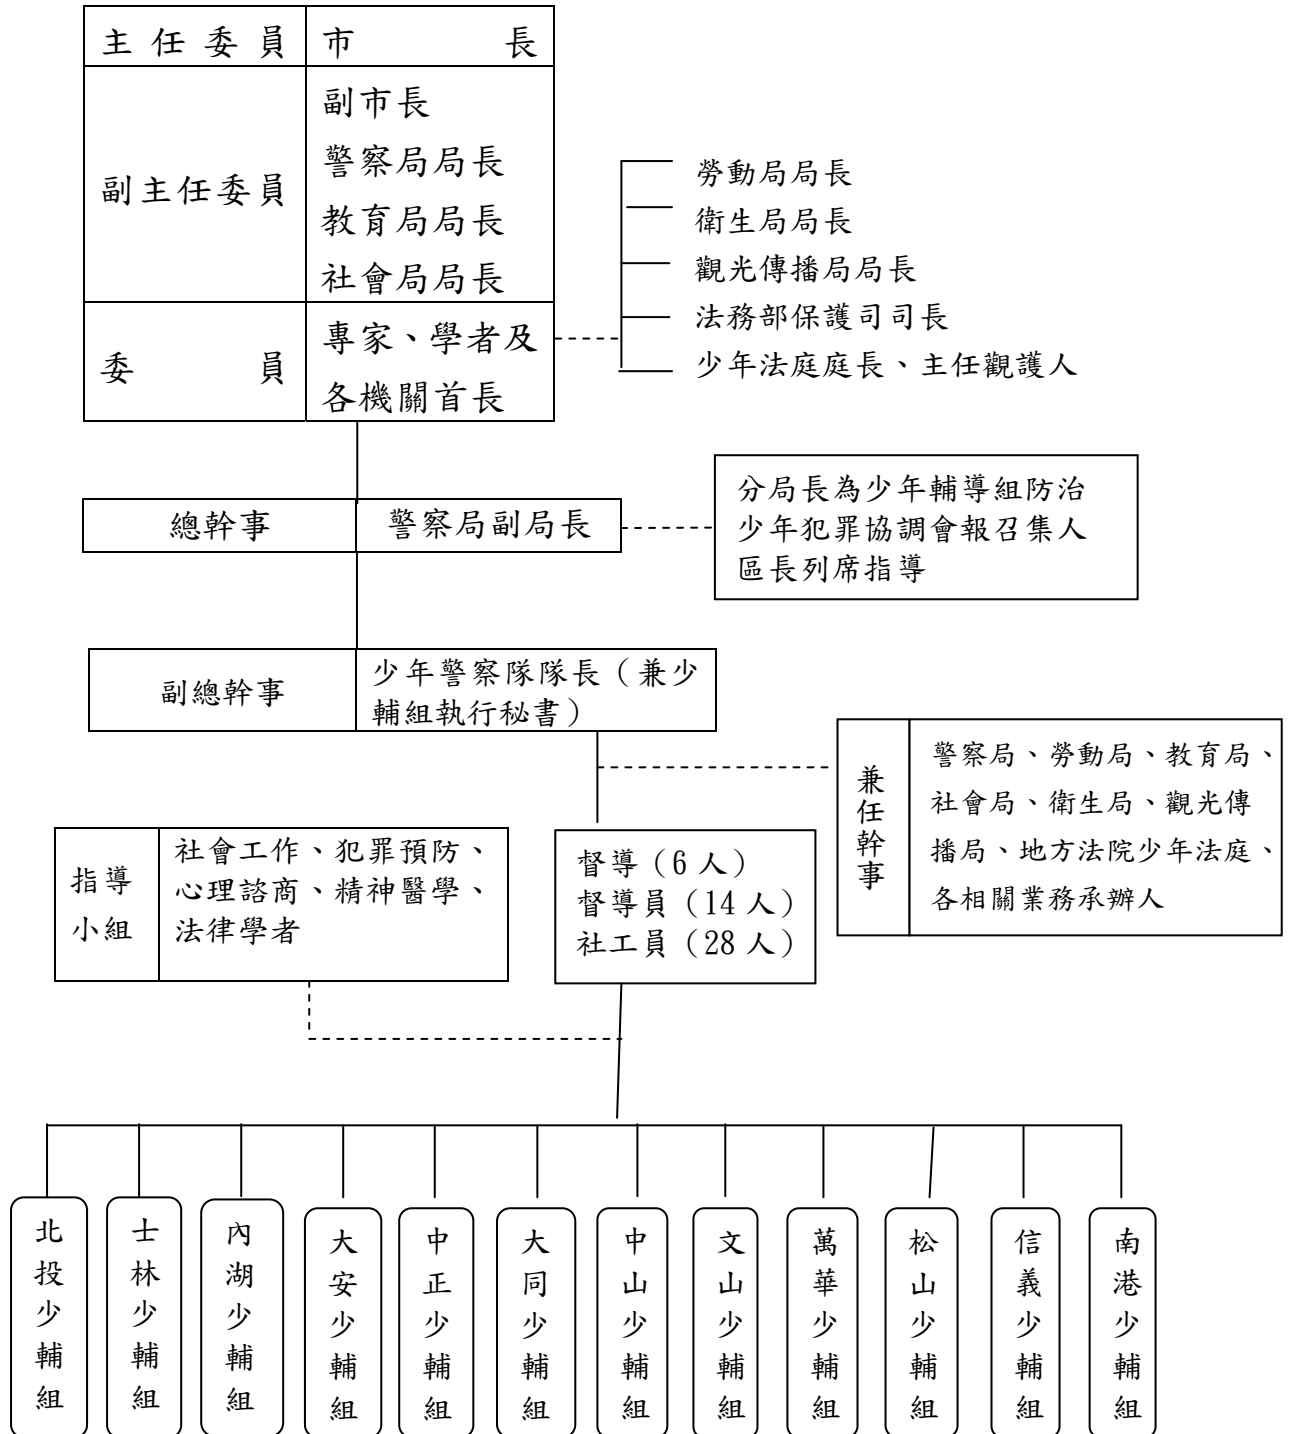 主任委員
市長
副主任委員
副市長
警察局局長
教育局局長
社會局局長
委員
專家、學者及
各機關首長
勞動局局長
衛生局局長
觀光傳播局局長
法務部保護司司長
少年法庭庭長、主任觀護人
總幹事
警察局副局長
分局長為少年輔導組防治
少年犯罪協調會報召集人
區長列席指導
副總幹事
少年警察隊隊長（兼少
輔組執行秘書）
兼任幹事
警察局、勞動局、教育局、
社會局、衛生局、觀光傳
播局、地方法院少年法庭、
各相關業務承辦人
指導
小組
社會工作、犯罪預防、
心理諮商、精神醫學、
法律學者
督導（6 人）
督導員（14 人）
社工員（28 人）
北投少輔組
士林少輔組
內湖少輔組
大安少輔組
中正少輔組
大同少輔組
中山少輔組
文山少輔組
萬華少輔組
松山少輔組
信義少輔組
南港少輔組